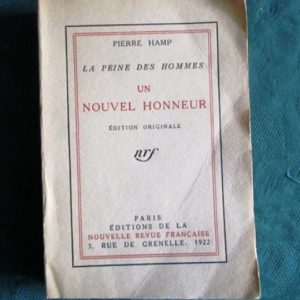 PIERRE HAMP
LA PEINE DES HOMMES
UN
NOUVEL HONNEUR
ÉDITION ORIGINALE
nrf
PARIS
ÉDITIONS DE LA
NOUVELLE REVUE FRANÇAISE
3, RUE DE GRENELLE. 1922